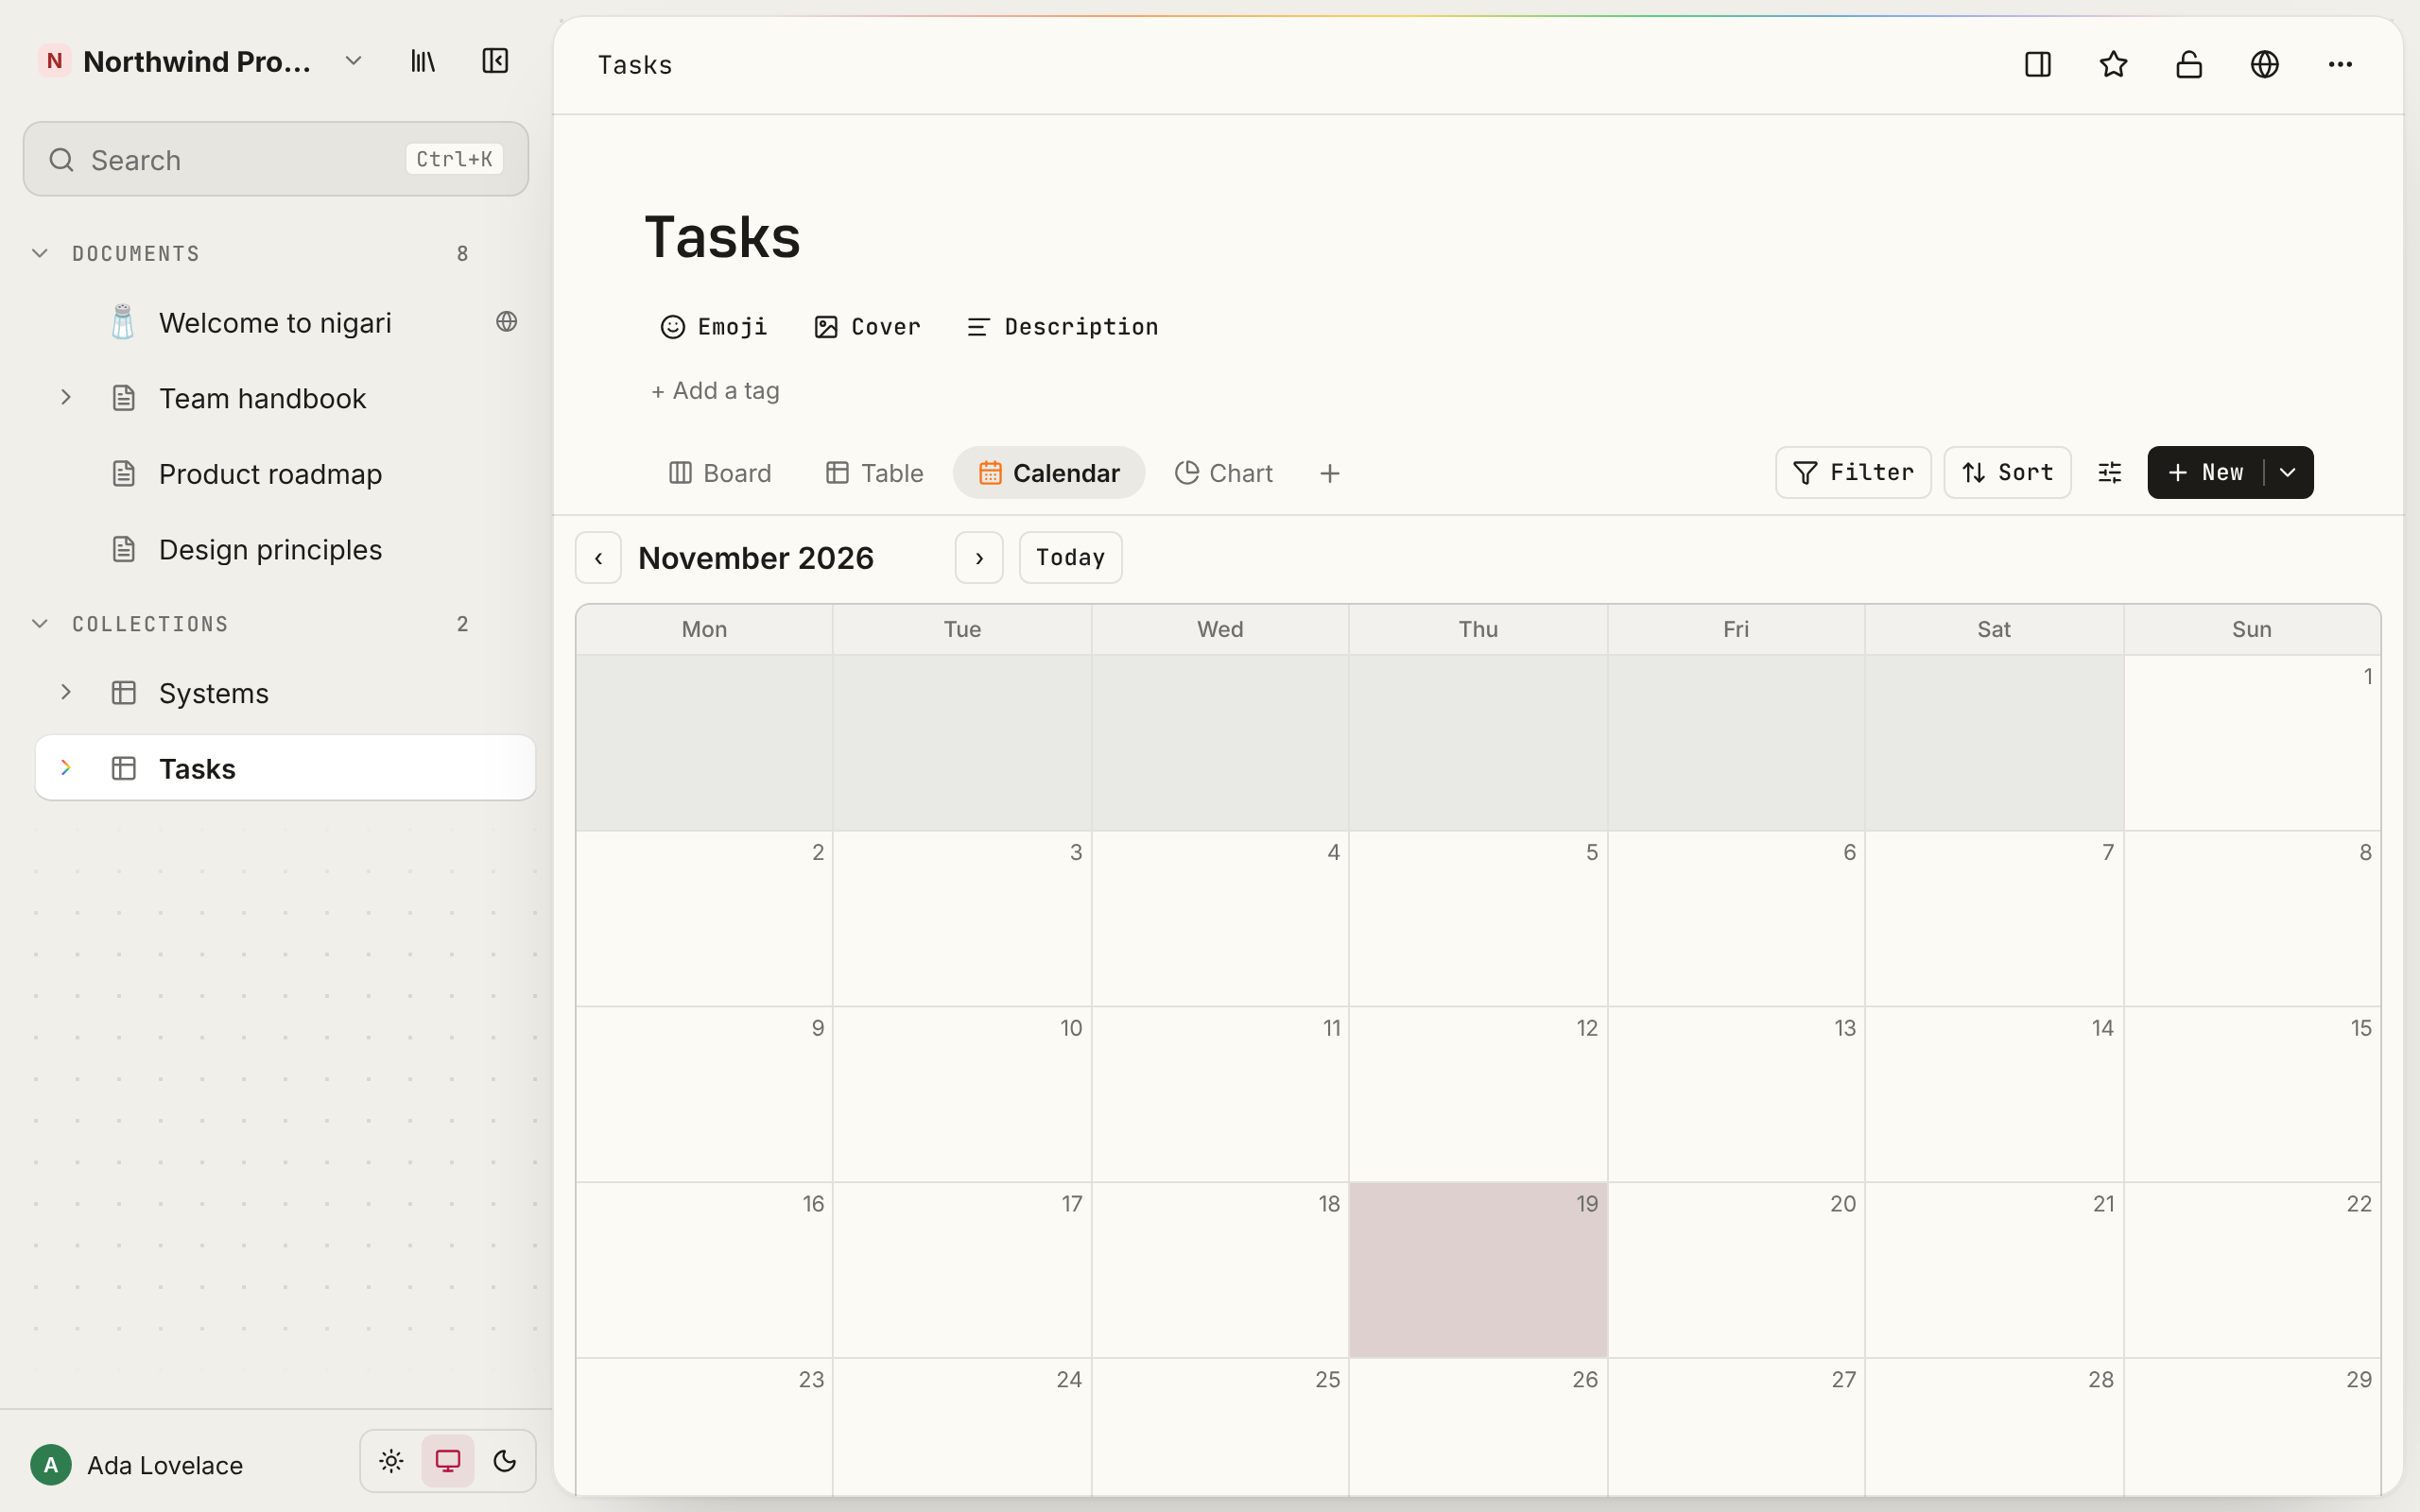 N Northwind Pro...
Search Ctrl+K
DOCUMENTS 8
Welcome to nigari
Team handbook
Product roadmap
Design principles
COLLECTIONS 2
Systems
Tasks
A Ada Lovelace
Tasks
Tasks
Emoji Cover Description
+ Add a tag
Board Table Calendar Chart +
Filter Sort + New
‹ November 2026 › Today
Mon Tue Wed Thu Fri Sat Sun
1
2 3 4 5 6 7 8
9 10 11 12 13 14 15
16 17 18 19 20 21 22
23 24 25 26 27 28 29